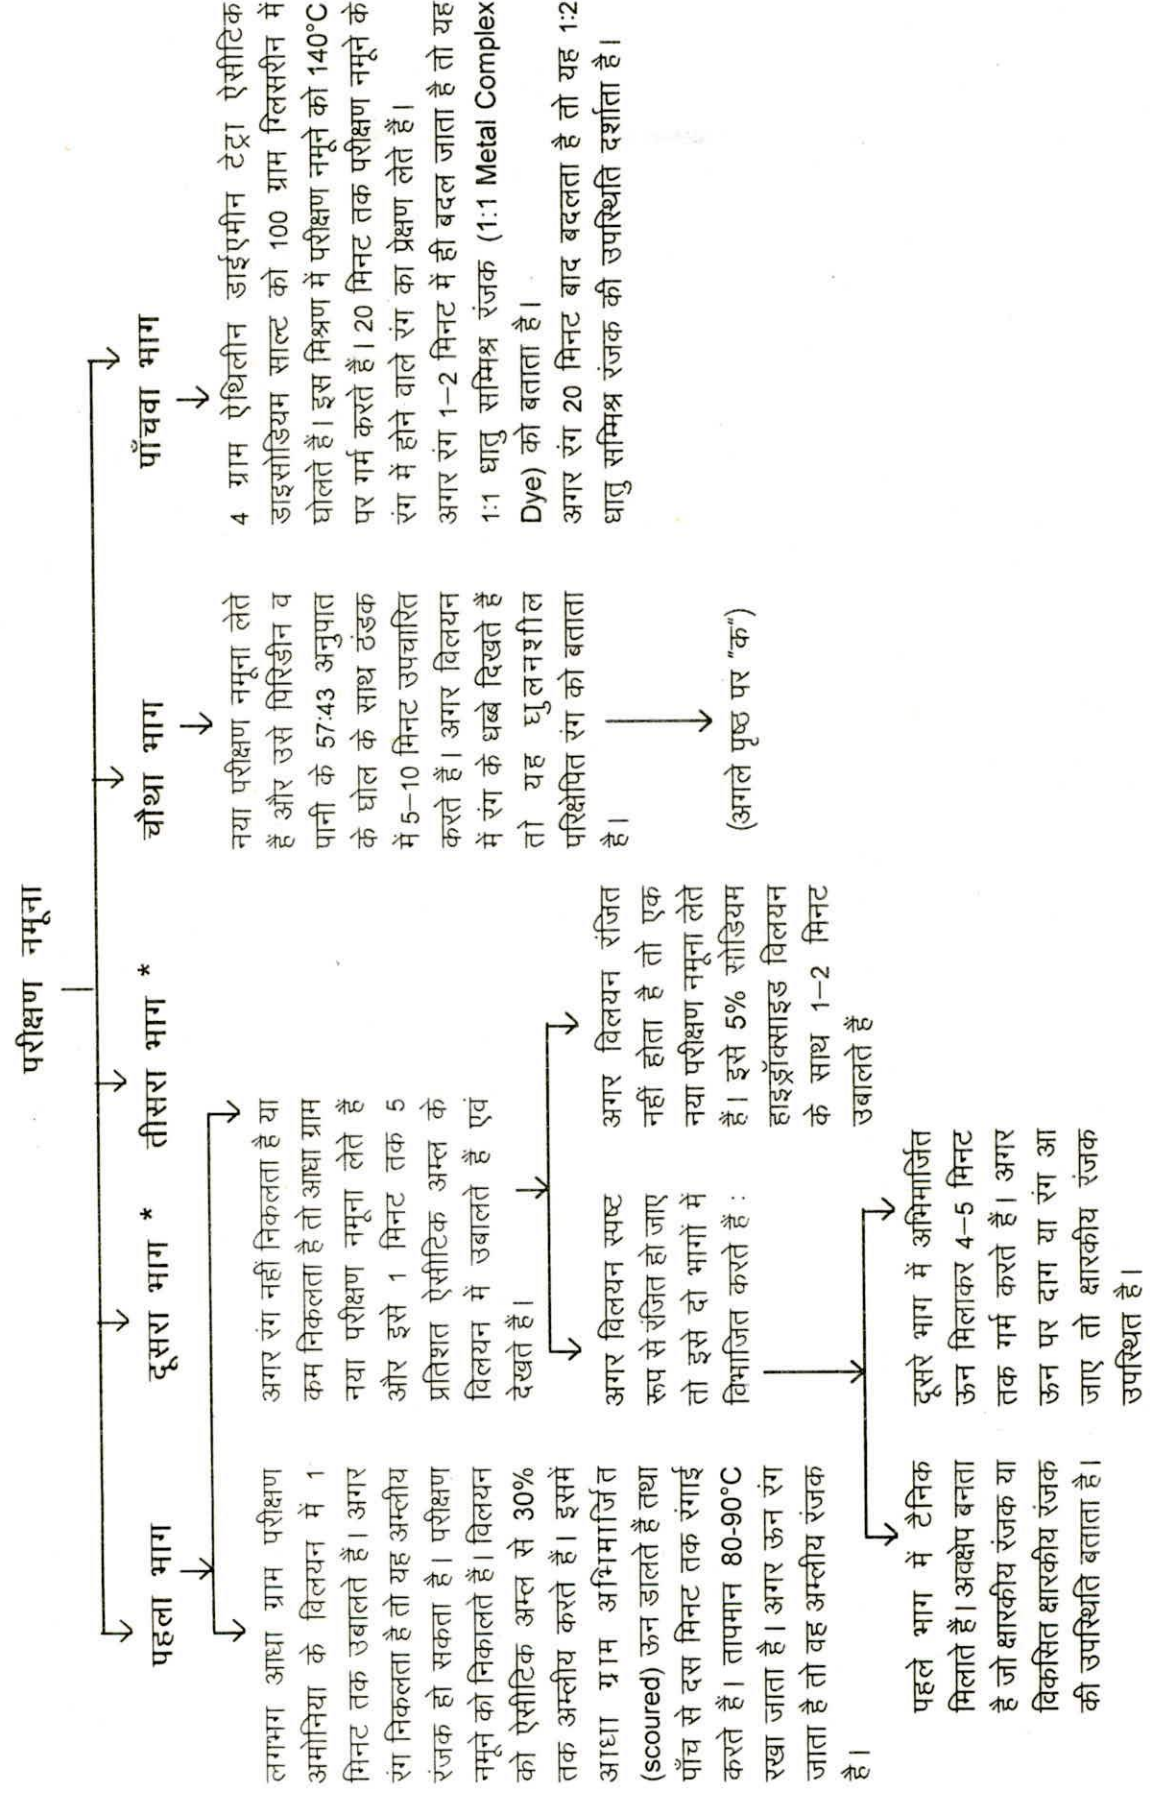 परीक्षण नमूना
पहला भाग
दूसरा भाग *
तीसरा भाग *
चौथा भाग
पाँचवा भाग
लगभग आधा ग्राम परीक्षण
अमोनिया के विलयन में 1
मिनट तक उबालते हैं। अगर
रंग निकलता है तो यह अम्लीय
रंजक हो सकता है। परीक्षण
नमूने को निकालते हैं। विलयन
को ऐसीटिक अम्ल से 30%
तक अम्लीय करते हैं। इसमें
आधा ग्राम अभिमार्जित
(scoured) ऊन डालते हैं तथा
पाँच से दस मिनट तक रंगाई
करते हैं। तापमान 80-90°C
रखा जाता है। अगर ऊन रंग
जाता है तो वह अम्लीय रंजक
है।
अगर रंग नहीं निकलता है या
कम निकलता है तो आधा ग्राम
नया परीक्षण नमूना लेते हैं
और इसे 1 मिनट तक 5
प्रतिशत ऐसीटिक अम्ल के
विलयन में उबालते हैं एवं
देखते हैं।
अगर विलयन स्पष्ट
रूप से रंजित हो जाए
तो इसे दो भागों में
विभाजित करते हैं :
अगर विलयन रंजित
नहीं होता है तो एक
नया परीक्षण नमूना लेते
हैं। इसे 5% सोडियम
हाइड्रॉक्साइड विलयन
के साथ 1–2 मिनट
उबालते हैं
पहले भाग में टैनिक
मिलाते हैं। अवक्षेप बनता
है जो क्षारकीय रंजक या
विकसित क्षारकीय रंजक
की उपस्थिति बताता है।
दूसरे भाग में अभिमार्जित
ऊन मिलाकर 4–5 मिनट
तक गर्म करते हैं। अगर
ऊन पर दाग या रंग आ
जाए तो क्षारकीय रंजक
उपस्थित है।
नया परीक्षण नमूना लेते
हैं और उसे पिरिडीन व
पानी के 57:43 अनुपात
के घोल के साथ ठंडक
में 5–10 मिनट उपचारित
करते हैं। अगर विलयन
में रंग के धब्बे दिखते हैं
तो यह घुलनशील
परिक्षेपित रंग को बताता
है।
(अगले पृष्ठ पर "क")
4 ग्राम ऐथिलीन डाईएमीन टेट्रा ऐसीटिक
डाइसोडियम साल्ट को 100 ग्राम ग्लिसरीन में
घोलते हैं। इस मिश्रण में परीक्षण नमूने को 140°C
पर गर्म करते हैं। 20 मिनट तक परीक्षण नमूने के
रंग में होने वाले रंग का प्रेक्षण लेते हैं।
अगर रंग 1–2 मिनट में ही बदल जाता है तो यह
1:1 धातु सम्मिश्र रंजक (1:1 Metal Complex
Dye) को बताता है।
अगर रंग 20 मिनट बाद बदलता है तो यह 1:2
धातु सम्मिश्र रंजक की उपस्थिति दर्शाता है।